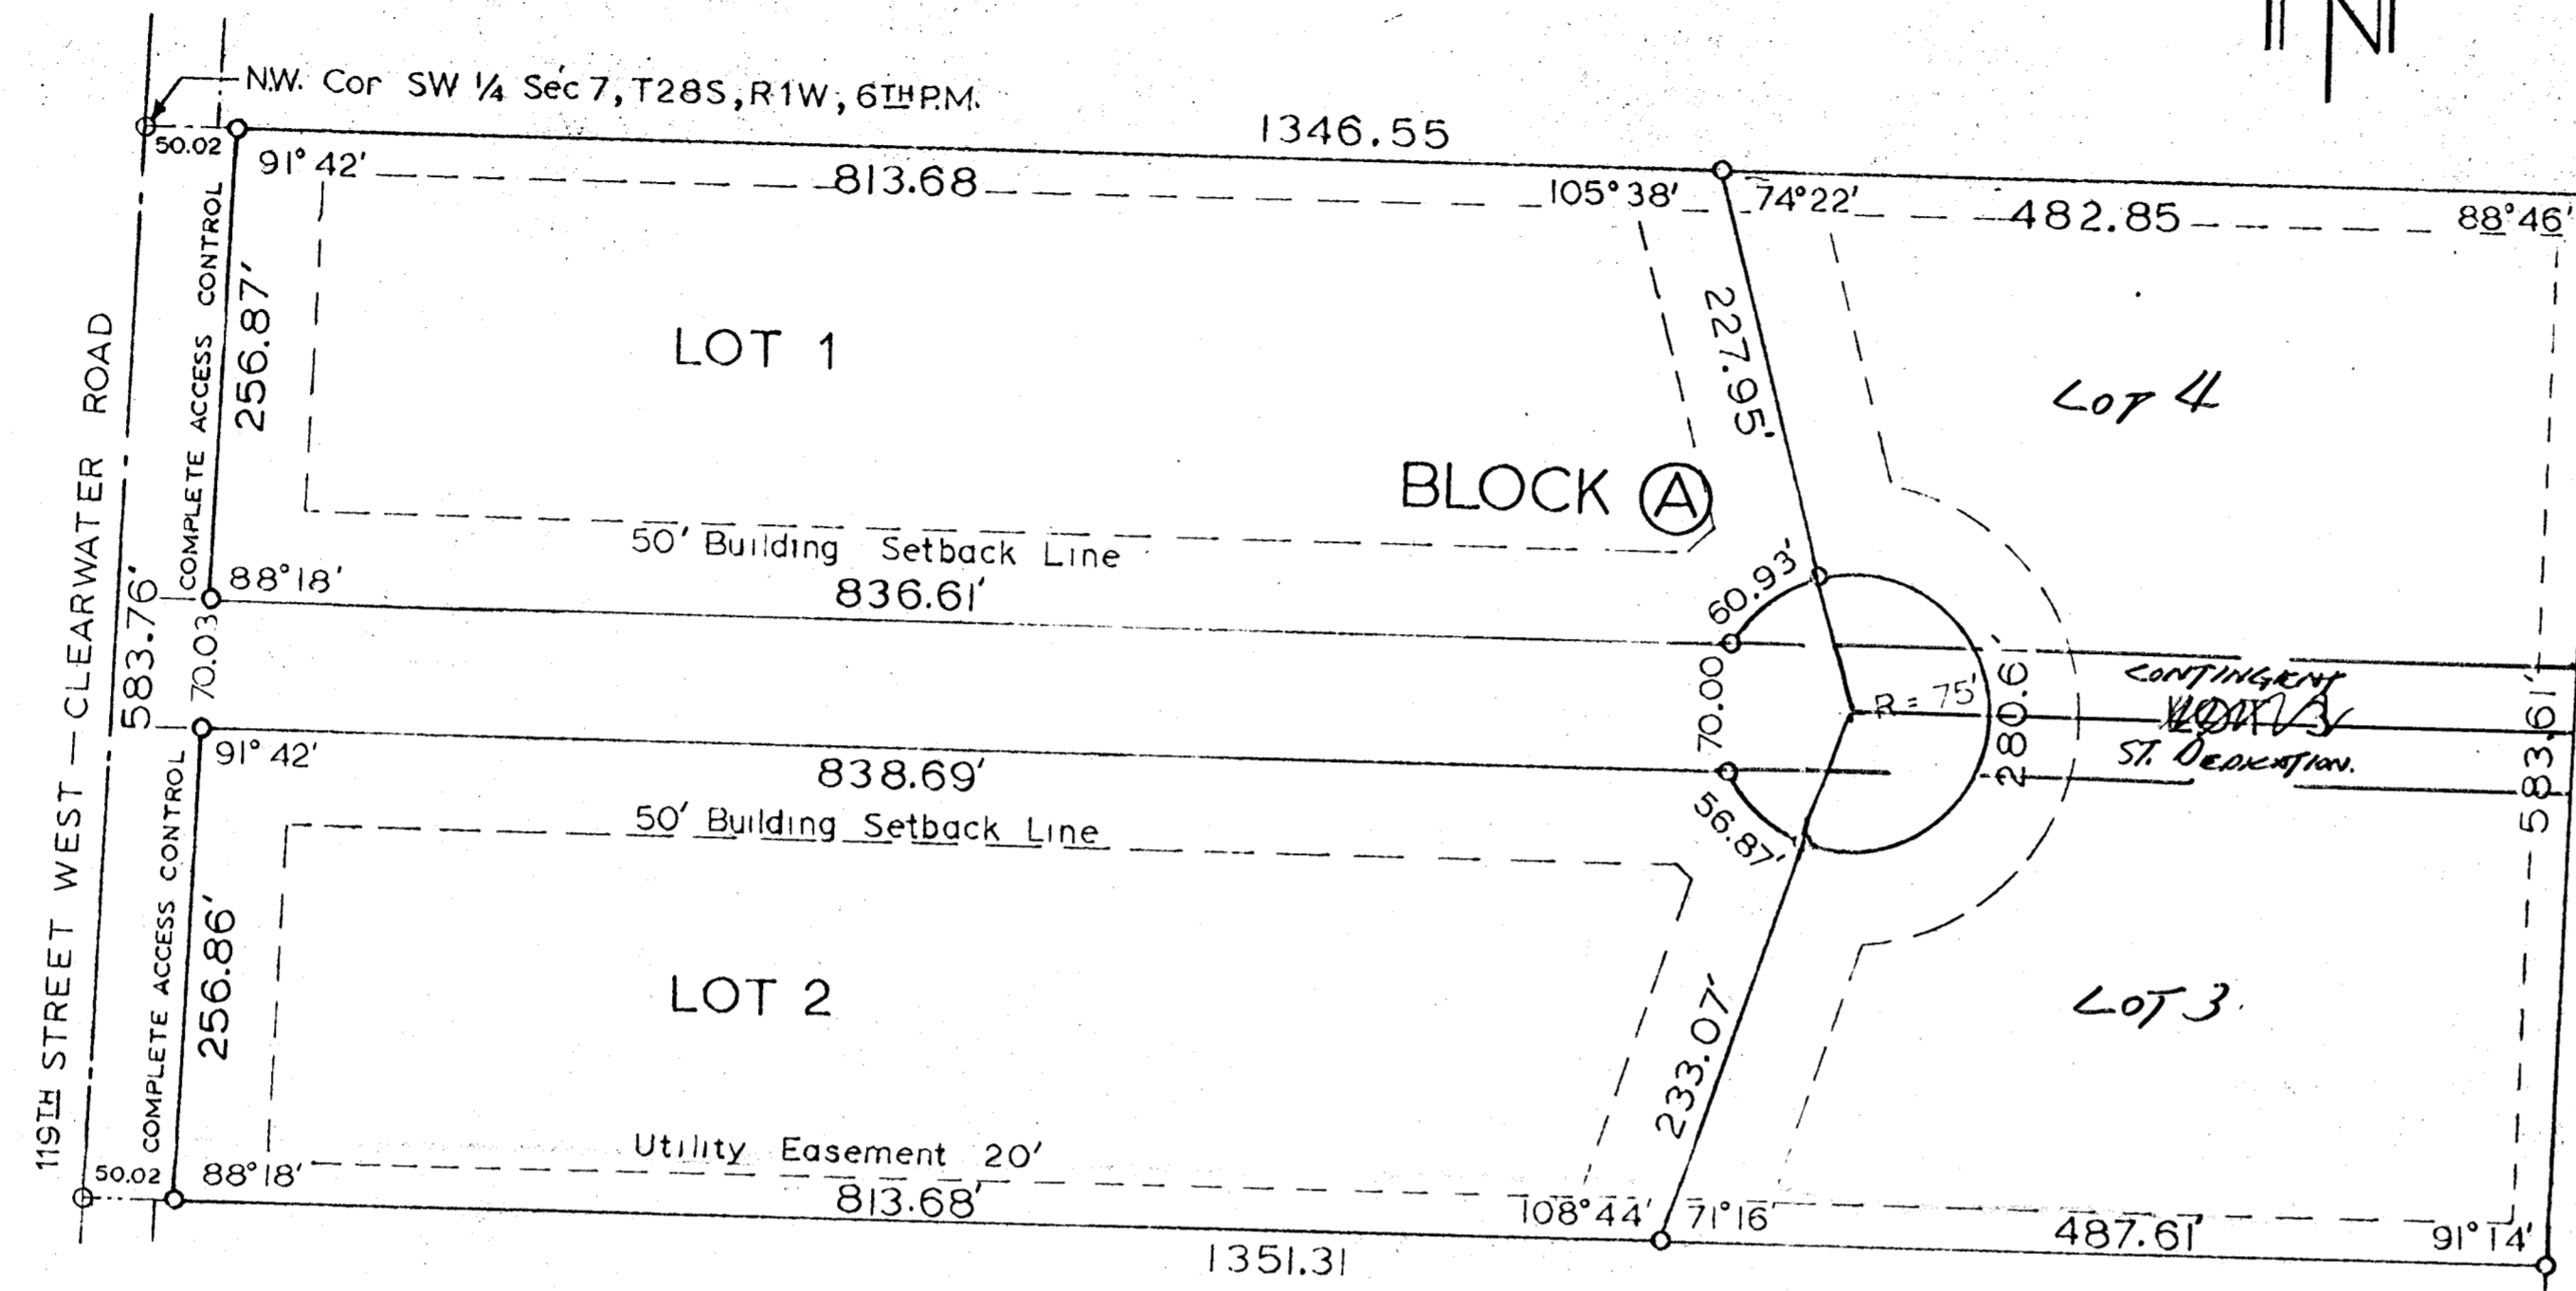 N
N.W. Cor SW 1/4 Sec 7, T28S, R1W, 6TH P.M.
1346.55
50.02
91°42'
813.68
105°38'
74°22'
482.85
88°46'
COMPLETE ACCESS CONTROL
256.87'
LOT 1
227.95'
LOT 4
BLOCK A
50' Building Setback Line
88°18'
836.61'
60.93'
119TH STREET WEST — CLEARWATER ROAD
583.76'
70.03
70.00
R = 75'
280.61'
CONTINGENT
ST. DEDICATION.
583.61'
91°42'
838.69'
50' Building Setback Line
56.87'
COMPLETE ACCESS CONTROL
256.86'
LOT 2
233.07'
LOT 3.
Utility Easement 20'
50.02
88°18'
813.68'
108°44'
71°16'
487.61'
91°14'
1351.31